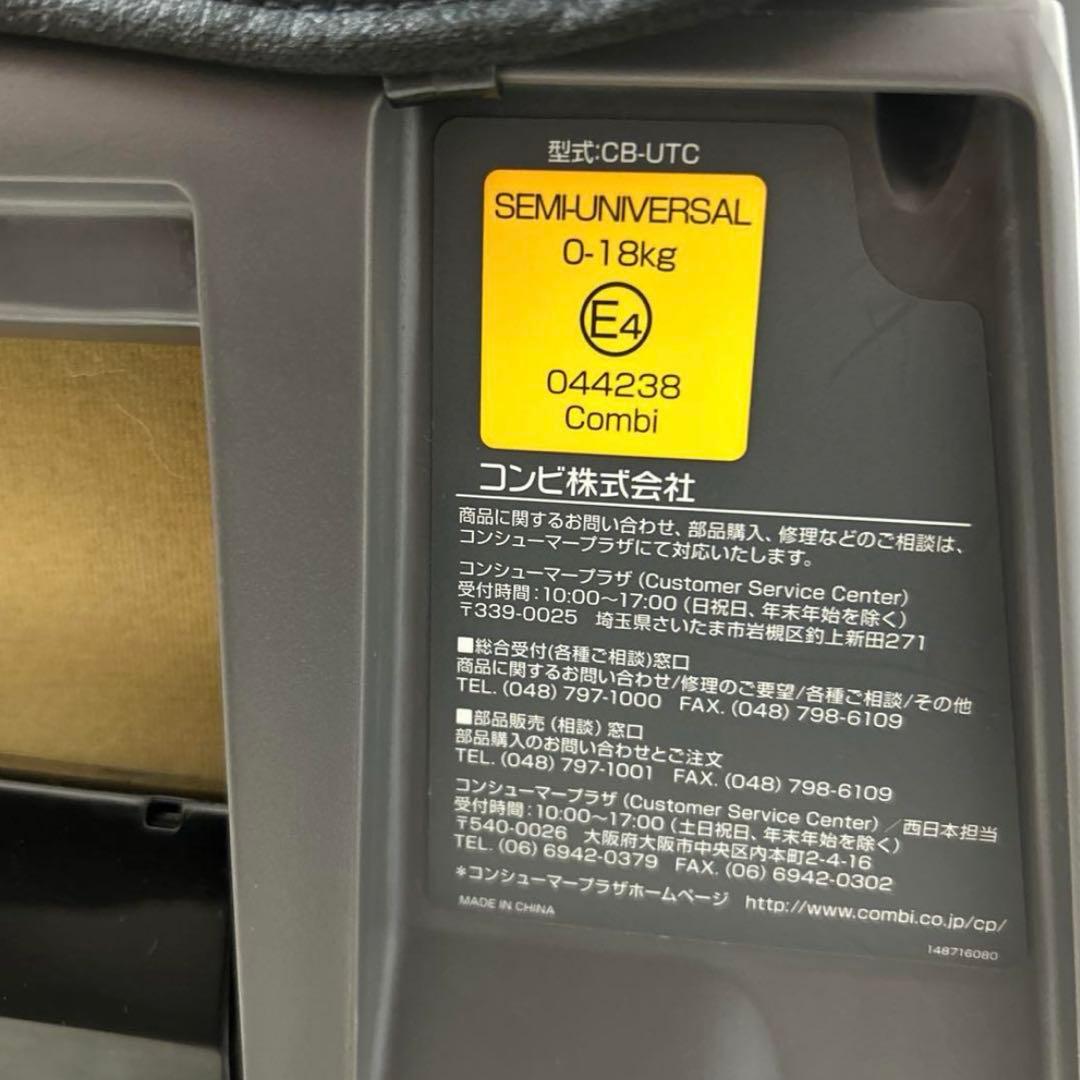 型式:CB-UTC
SEMI-UNIVERSAL
0-18kg
E4
044238
Combi
コンビ株式会社
商品に関するお問い合わせ、部品購入、修理などのご相談は、
コンシューマープラザにて対応いたします。
コンシューマープラザ (Customer Service Center)
受付時間:10:00〜17:00 (日祝日、年末年始を除く)
〒339-0025 埼玉県さいたま市岩槻区釣上新田271
■総合受付(各種ご相談)窓口
商品に関するお問い合わせ/修理のご要望/各種ご相談/その他
TEL. (048) 797-1000 FAX. (048) 798-6109
■部品販売 (相談) 窓口
部品購入のお問い合わせとご注文
TEL. (048) 797-1001 FAX. (048) 798-6109
コンシューマープラザ (Customer Service Center) /西日本担当
受付時間:10:00〜17:00 (土日祝日、年末年始を除く)
〒540-0026 大阪府大阪市中央区内本町2-4-16
TEL. (06) 6942-0379 FAX. (06) 6942-0302
*コンシューマープラザホームページ http://www.combi.co.jp/cp/
MADE IN CHINA
148716080